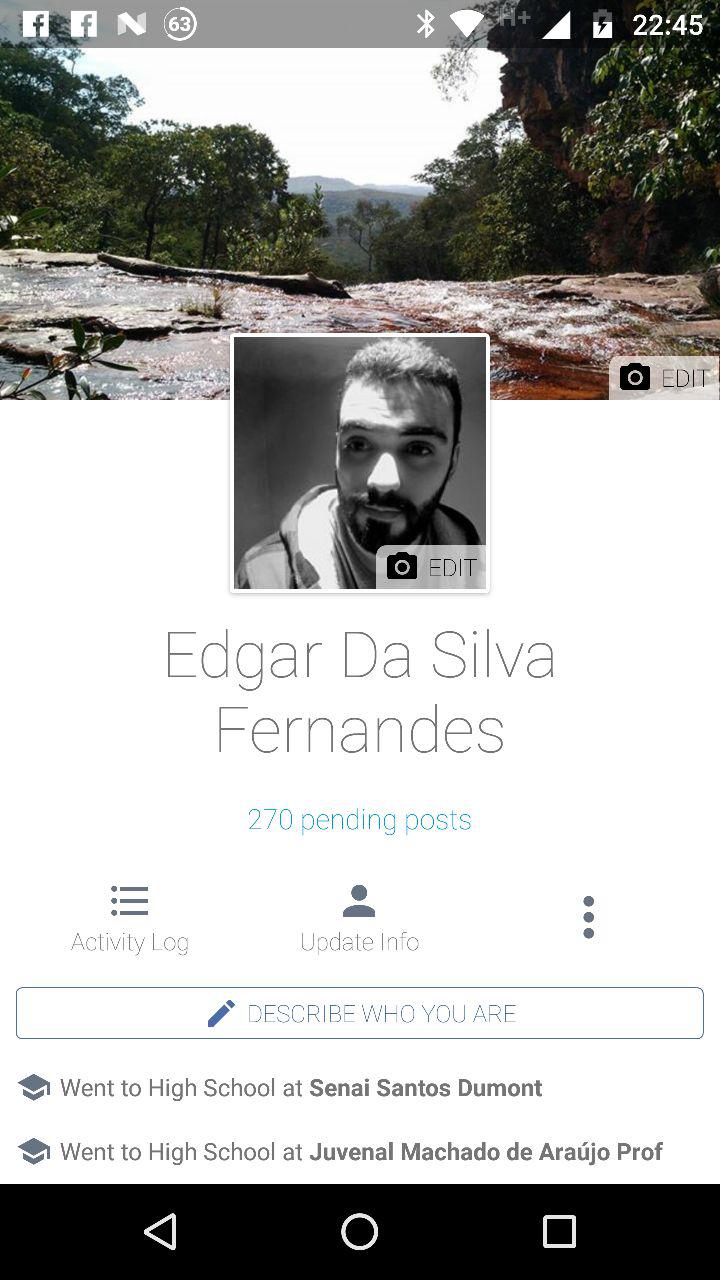 63 H+ 22:45
EDIT
EDIT
Edgar Da Silva
Fernandes
270 pending posts
Activity Log Update Info
DESCRIBE WHO YOU ARE
Went to High School at Senai Santos Dumont
Went to High School at Juvenal Machado de Araújo Prof